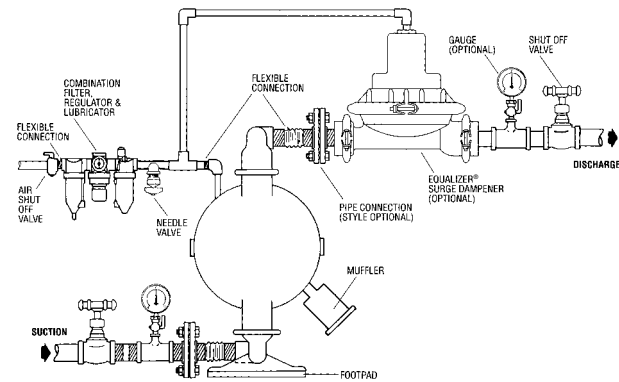 GAUGE
(OPTIONAL)
SHUT OFF
VALVE
COMBINATION
FILTER,
REGULATOR &
LUBRICATOR
FLEXIBLE
CONNECTION
FLEXIBLE
CONNECTION
DISCHARGE
AIR
SHUT
OFF
VALVE
NEEDLE
VALVE
EQUALIZER®
SURGE DAMPENER
(OPTIONAL)
PIPE CONNECTION
(STYLE OPTIONAL)
MUFFLER
SUCTION
FOOTPAD